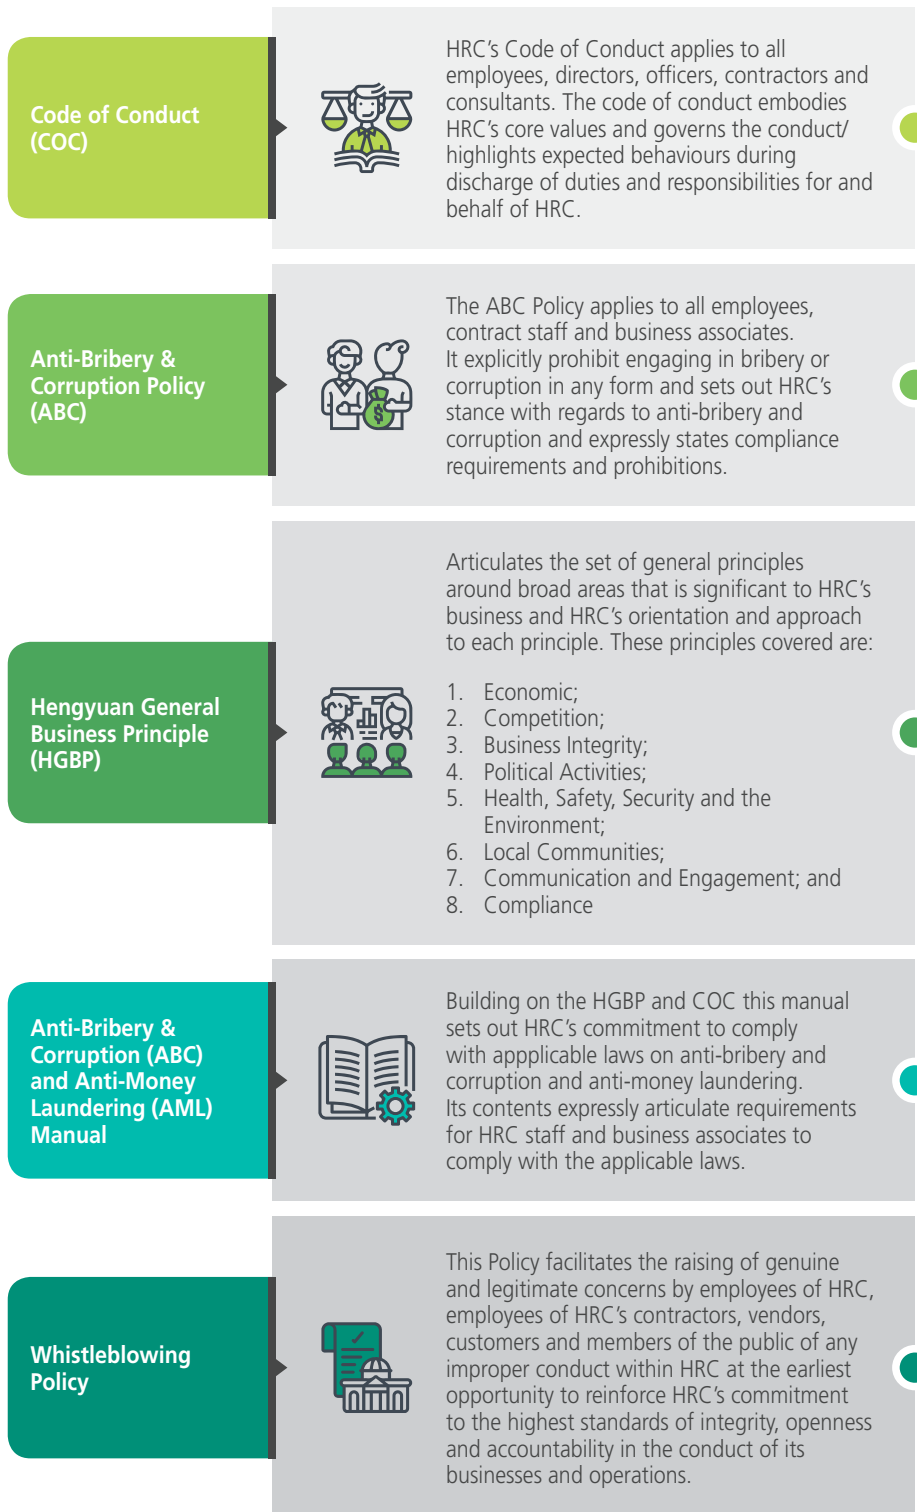 Code of Conduct
(COC)
HRC’s Code of Conduct applies to all
employees, directors, officers, contractors and
consultants. The code of conduct embodies
HRC’s core values and governs the conduct/
highlights expected behaviours during
discharge of duties and responsibilities for and
behalf of HRC.
Anti-Bribery &
Corruption Policy
(ABC)
The ABC Policy applies to all employees,
contract staff and business associates.
It explicitly prohibit engaging in bribery or
corruption in any form and sets out HRC’s
stance with regards to anti-bribery and
corruption and expressly states compliance
requirements and prohibitions.
Hengyuan General
Business Principle
(HGBP)
Articulates the set of general principles
around broad areas that is significant to HRC’s
business and HRC’s orientation and approach
to each principle. These principles covered are:
1. Economic;
2. Competition;
3. Business Integrity;
4. Political Activities;
5. Health, Safety, Security and the
Environment;
6. Local Communities;
7. Communication and Engagement; and
8. Compliance
Anti-Bribery &
Corruption (ABC)
and Anti-Money
Laundering (AML)
Manual
Building on the HGBP and COC this manual
sets out HRC’s commitment to comply
with appplicable laws on anti-bribery and
corruption and anti-money laundering.
Its contents expressly articulate requirements
for HRC staff and business associates to
comply with the applicable laws.
Whistleblowing
Policy
This Policy facilitates the raising of genuine
and legitimate concerns by employees of HRC,
employees of HRC’s contractors, vendors,
customers and members of the public of any
improper conduct within HRC at the earliest
opportunity to reinforce HRC’s commitment
to the highest standards of integrity, openness
and accountability in the conduct of its
businesses and operations.